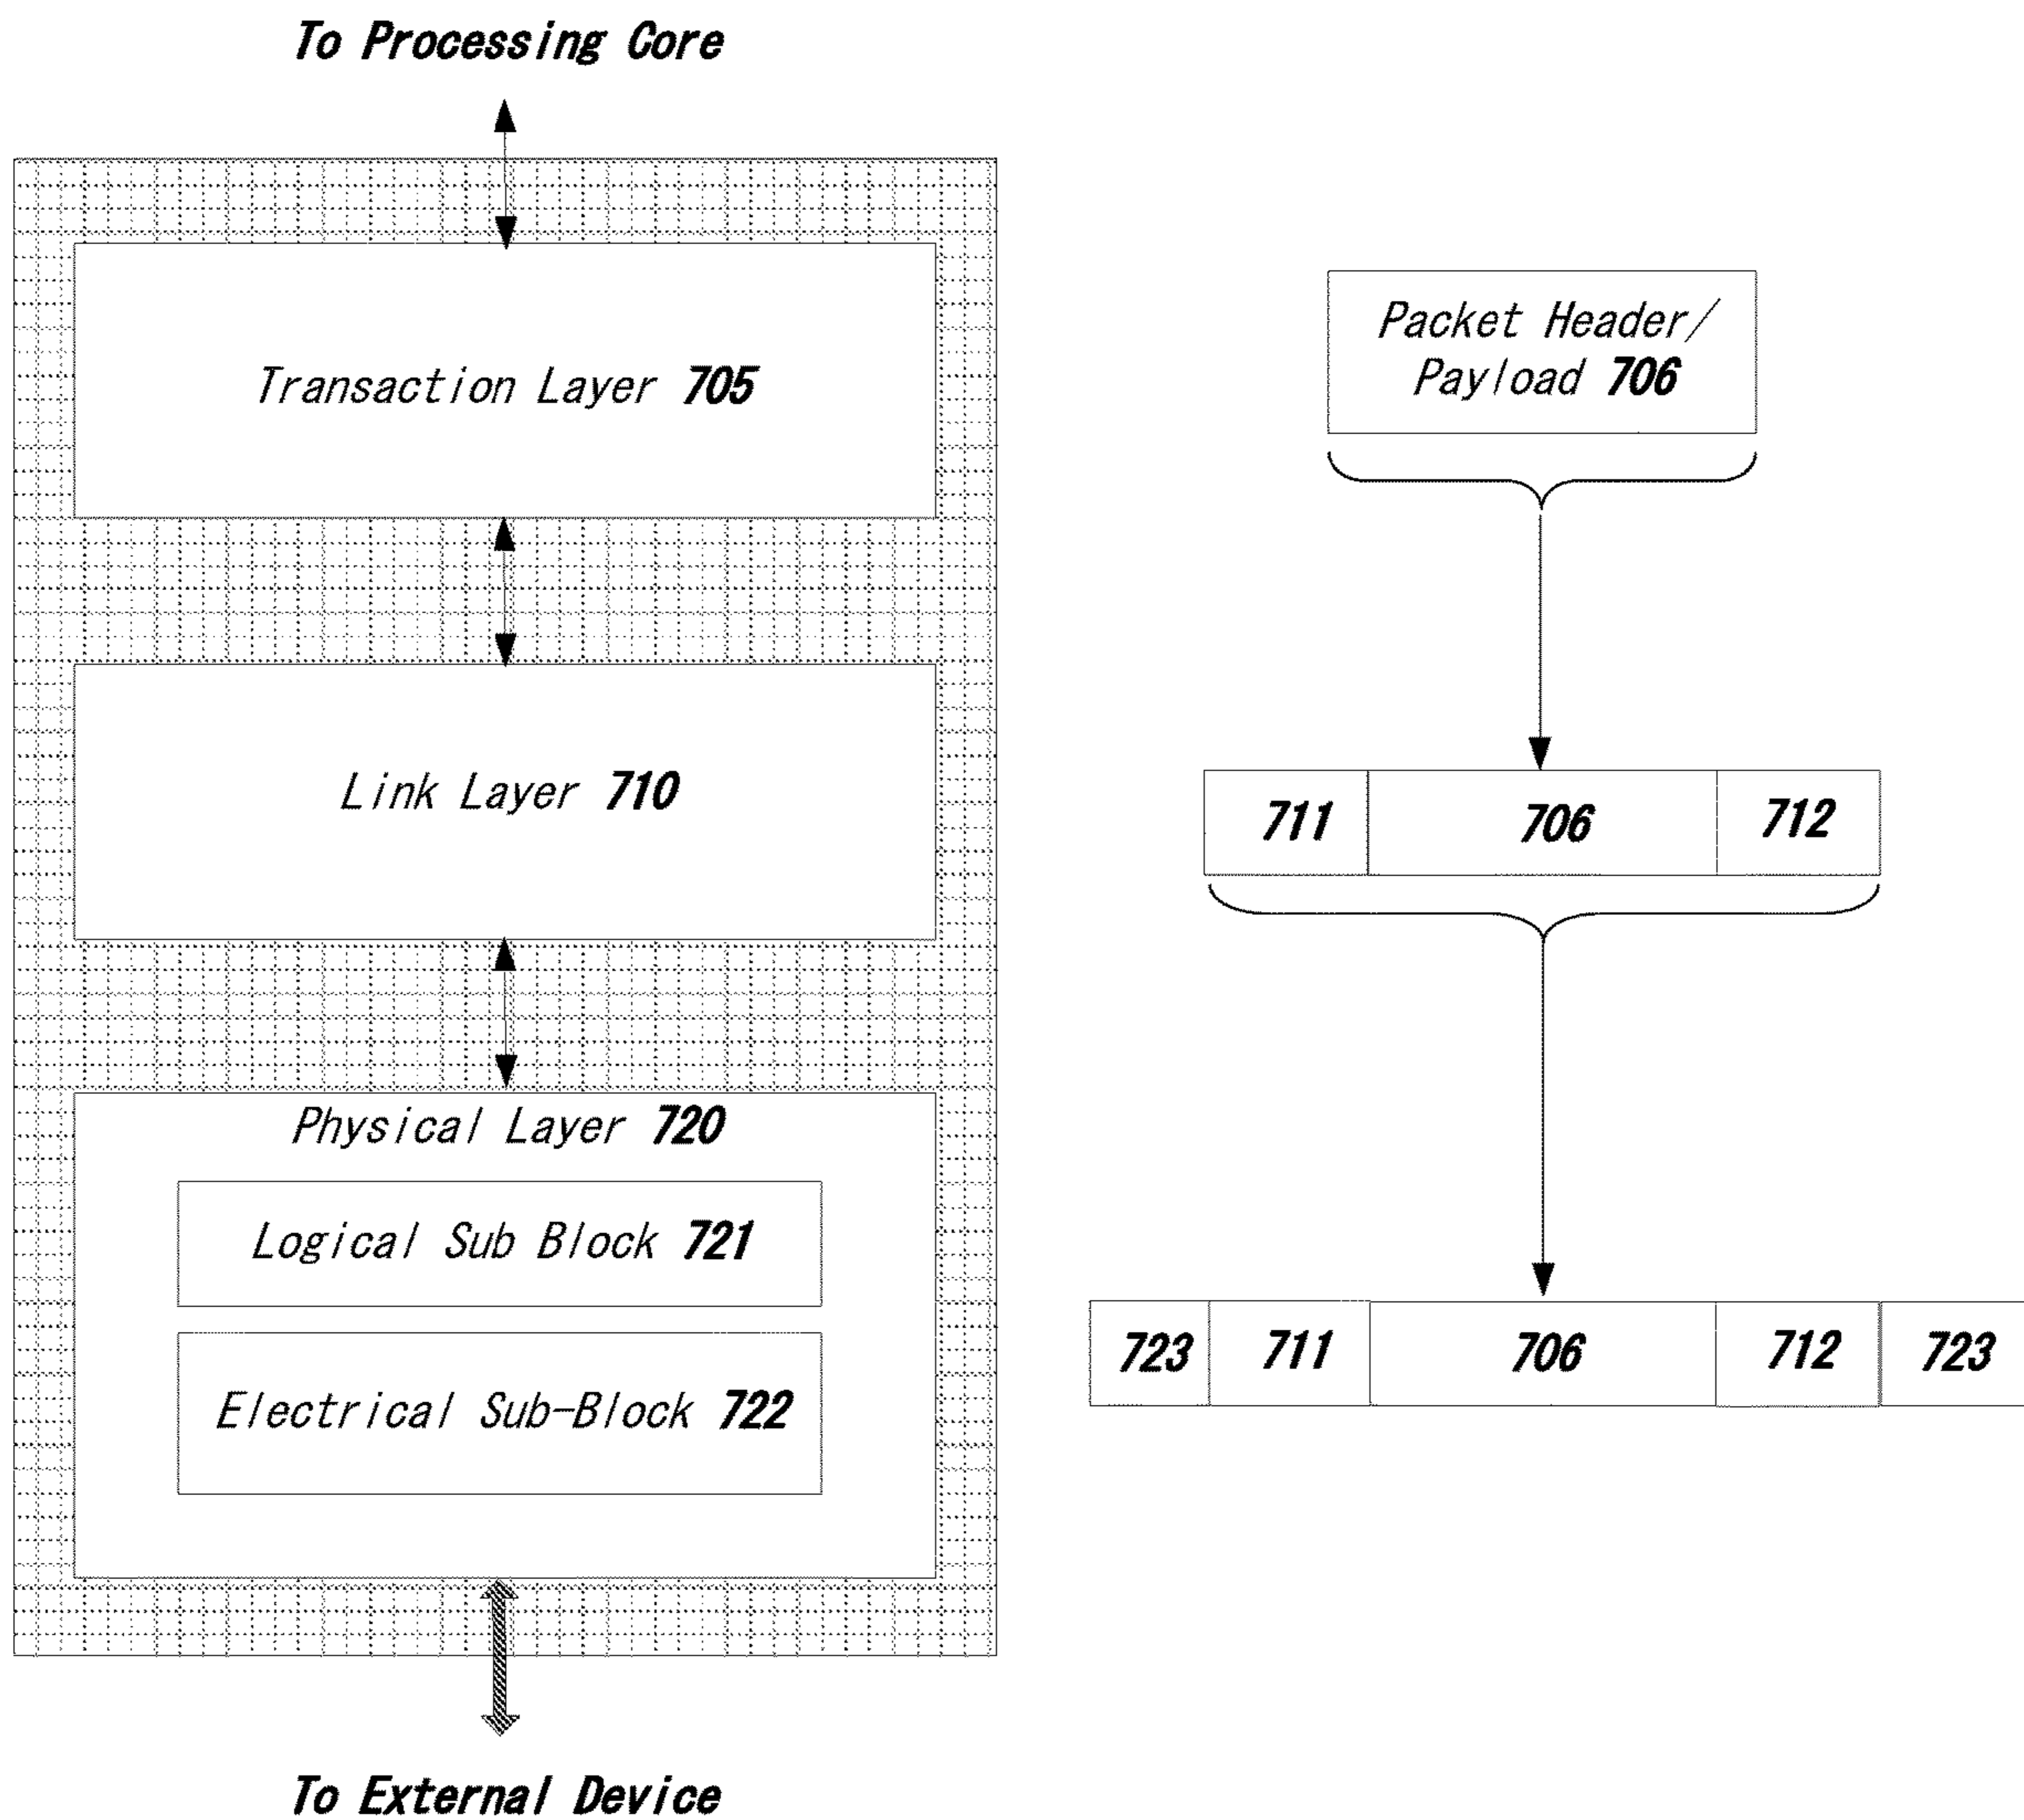 To Processing Core
Transaction Layer 705
Packet Header/
Payload 706
Link Layer 710
711 706 712
Physical Layer 720
Logical Sub Block 721
Electrical Sub-Block 722
723 711 706 712 723
To External Device